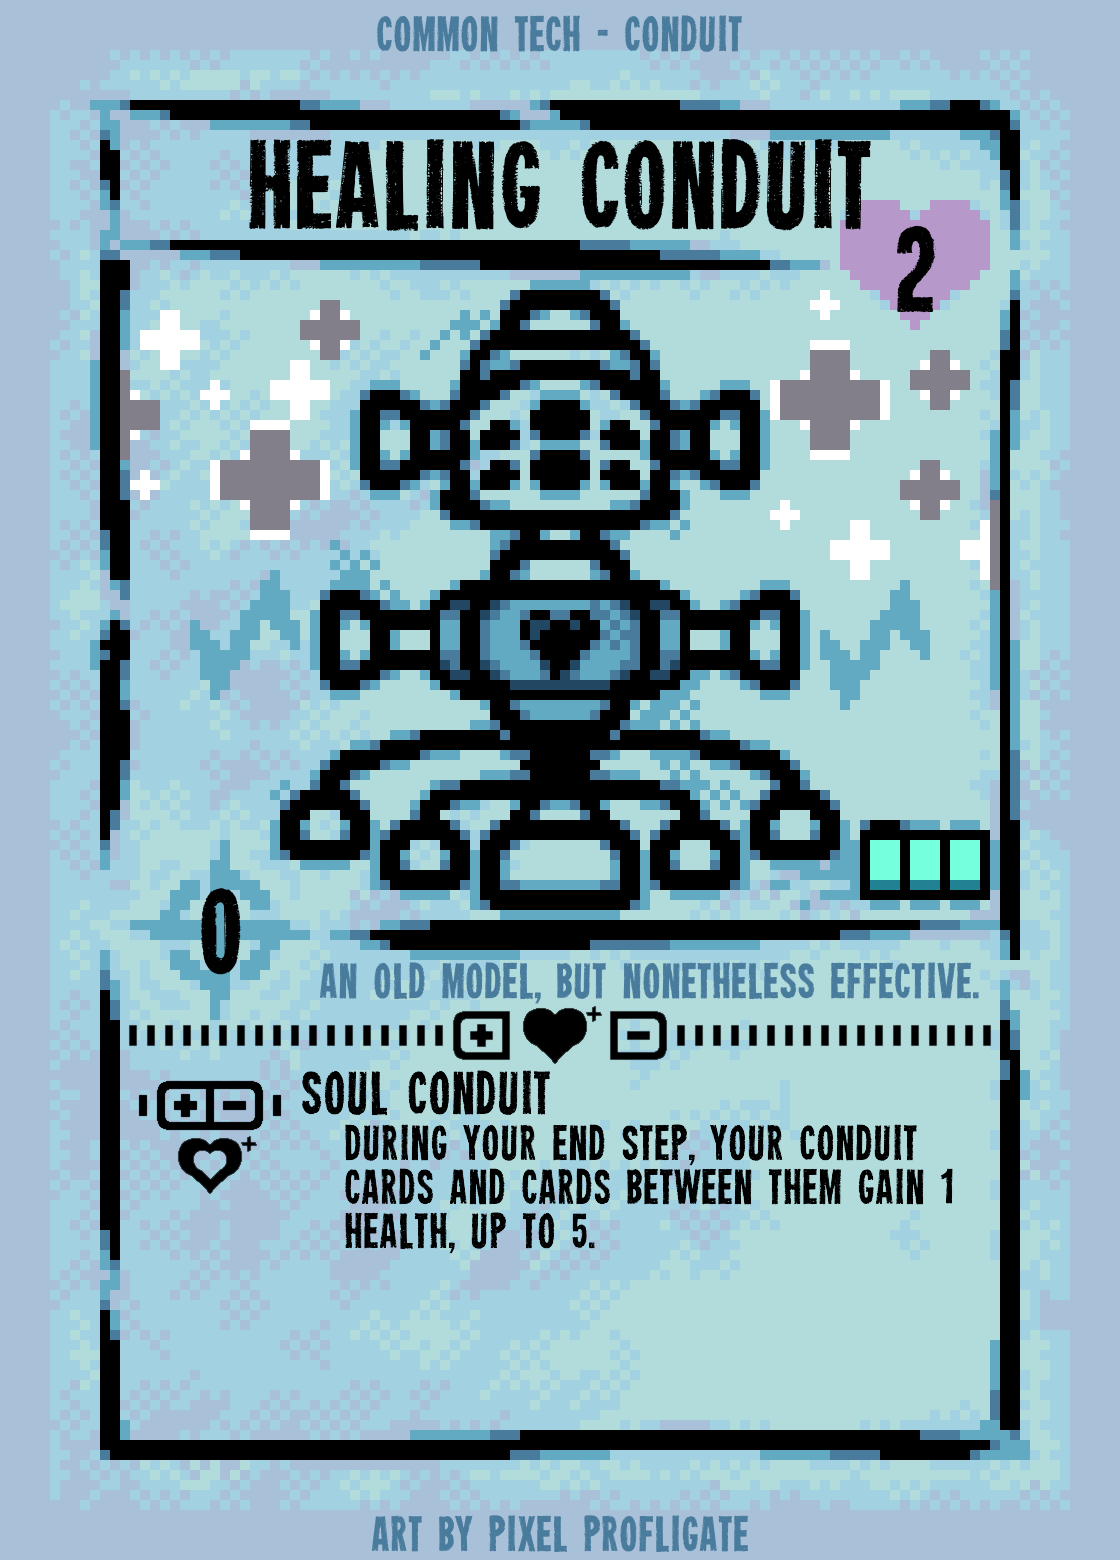 COMMON TECH - CONDUIT
HEALING CONDUIT
2
0
AN OLD MODEL, BUT NONETHELESS EFFECTIVE.
SOUL CONDUIT
DURING YOUR END STEP, YOUR CONDUIT
CARDS AND CARDS BETWEEN THEM GAIN 1
HEALTH, UP TO 5.
ART BY PIXEL PROFLIGATE